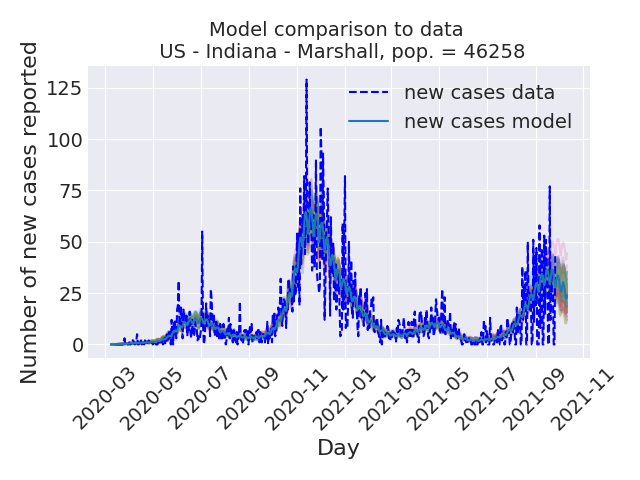 Model comparison to data
US - Indiana - Marshall, pop. = 46258
new cases data
new cases model
Number of new cases reported
125
100
75
50
25
0
2020-03
2020-05
2020-07
2020-09
2020-11
2021-01
2021-03
2021-05
2021-07
2021-09
2021-11
Day